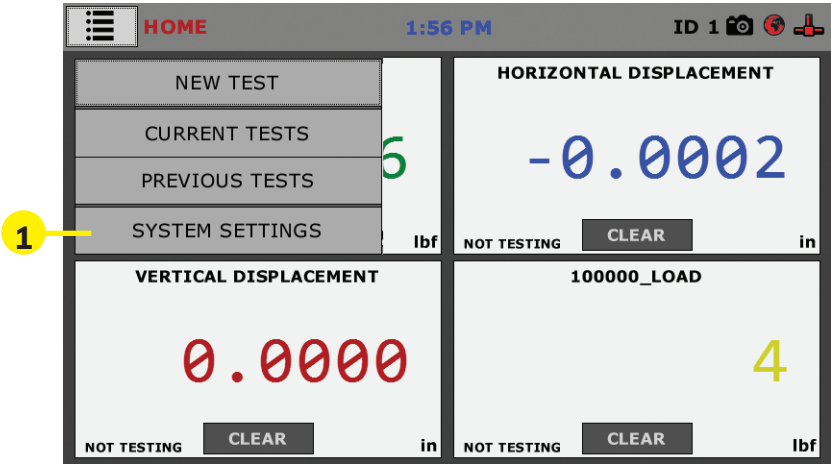 HOME 1:56 PM ID 1
NEW TEST
CURRENT TESTS
PREVIOUS TESTS
SYSTEM SETTINGS
1
6
lbf
HORIZONTAL DISPLACEMENT
-0.0002
NOT TESTING CLEAR in
VERTICAL DISPLACEMENT
0.0000
NOT TESTING CLEAR in
100000_LOAD
4
NOT TESTING CLEAR lbf